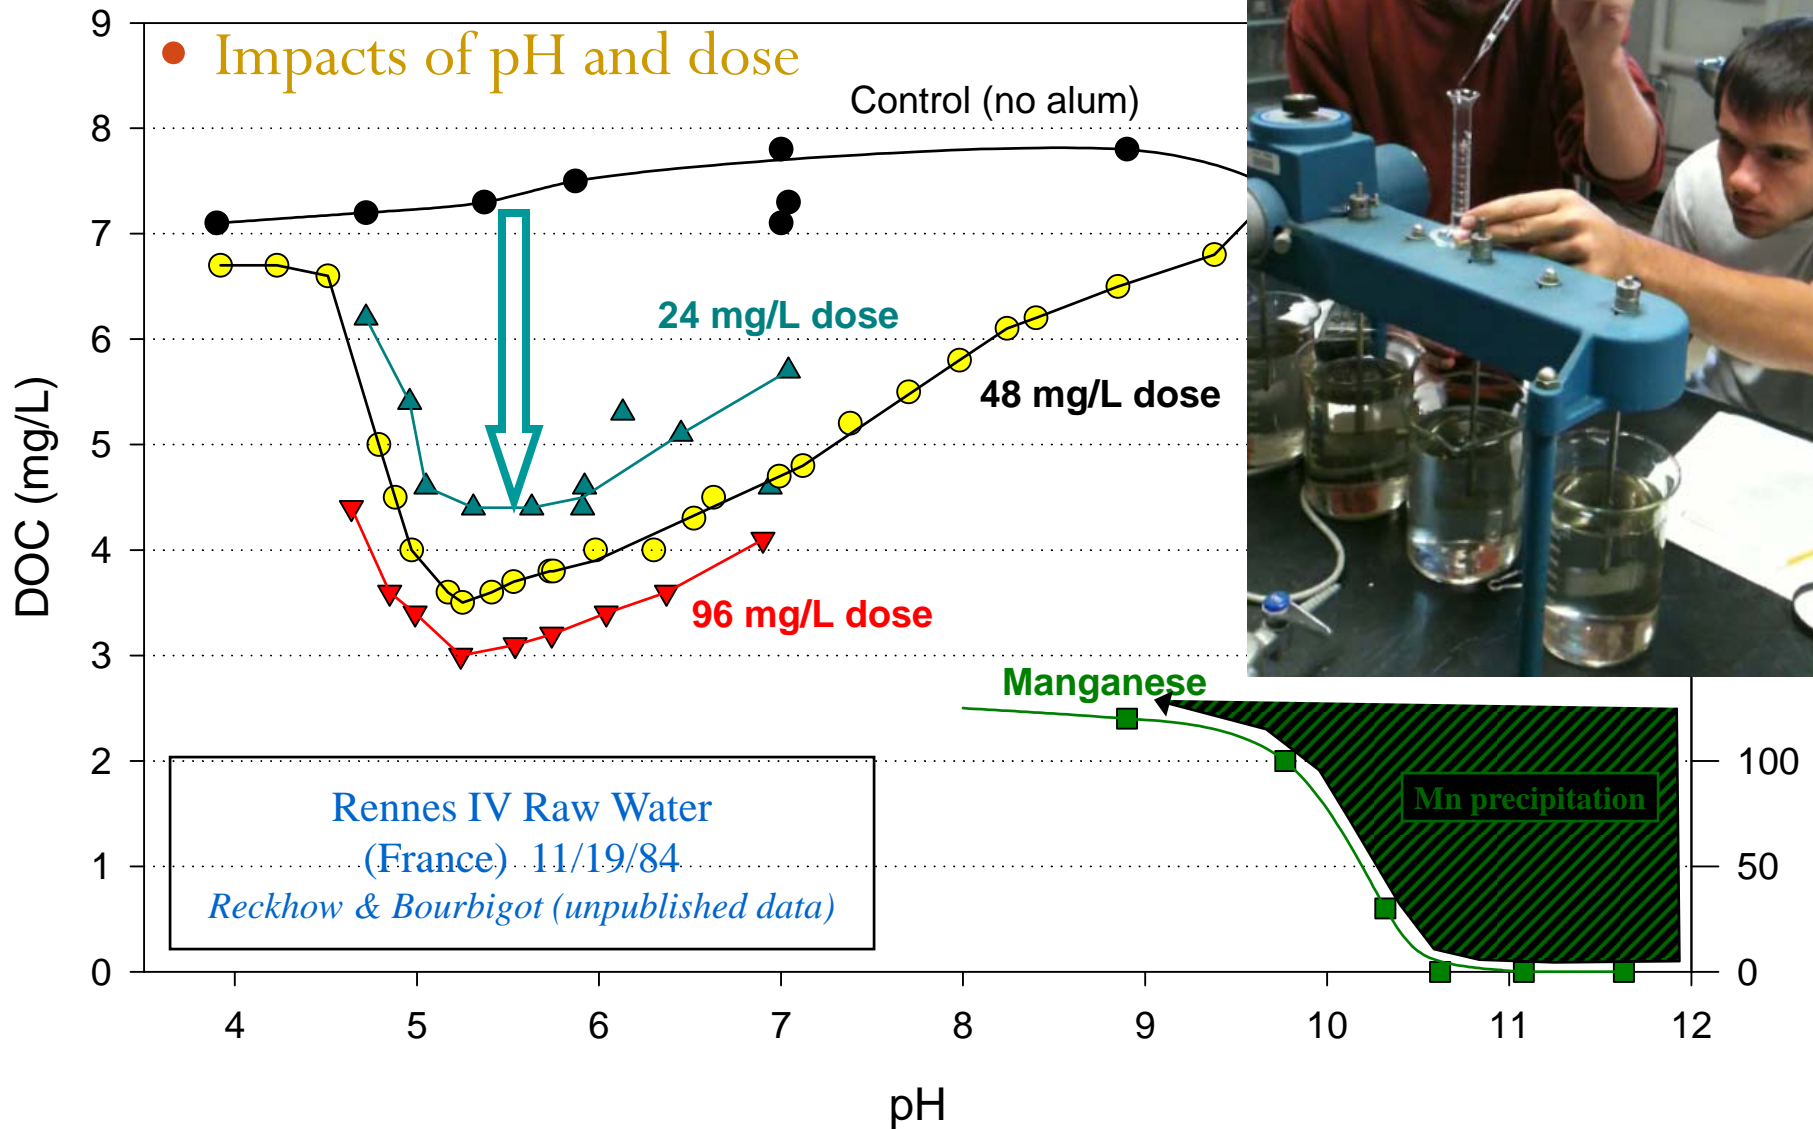 Impacts of pH and dose
Control (no alum)
24 mg/L dose
48 mg/L dose
96 mg/L dose
Manganese
Mn precipitation
Rennes IV Raw Water
(France) 11/19/84
Reckhow & Bourbigot (unpublished data)
DOC (mg/L)
9
8
7
6
5
4
3
2
1
0
100
50
0
4 5 6 7 8 9 10 11 12
pH